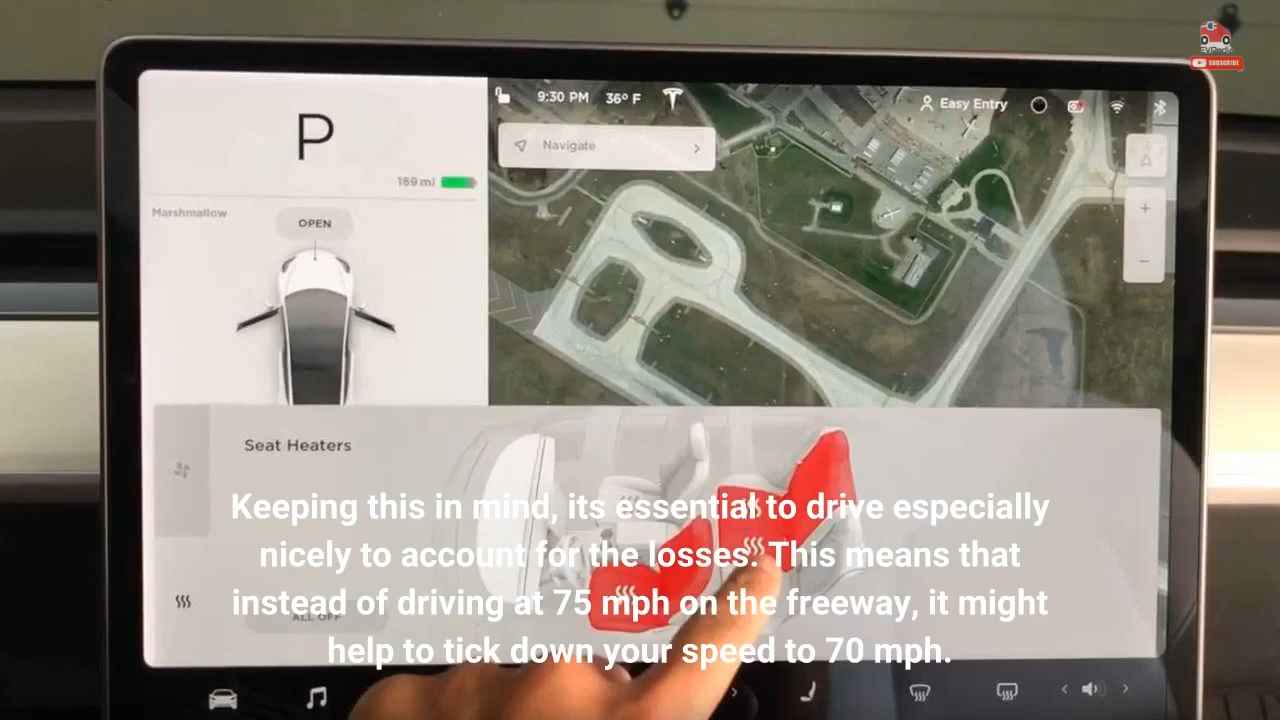 EVPedia
SUBSCRIBE
P
9:30 PM 36° F
Easy Entry
Navigate
189 mi
Marshmallow
OPEN
Seat Heaters
Keeping this in mind, its essential to drive especially
nicely to account for the losses. This means that
instead of driving at 75 mph on the freeway, it might
help to tick down your speed to 70 mph.
ALL OFF